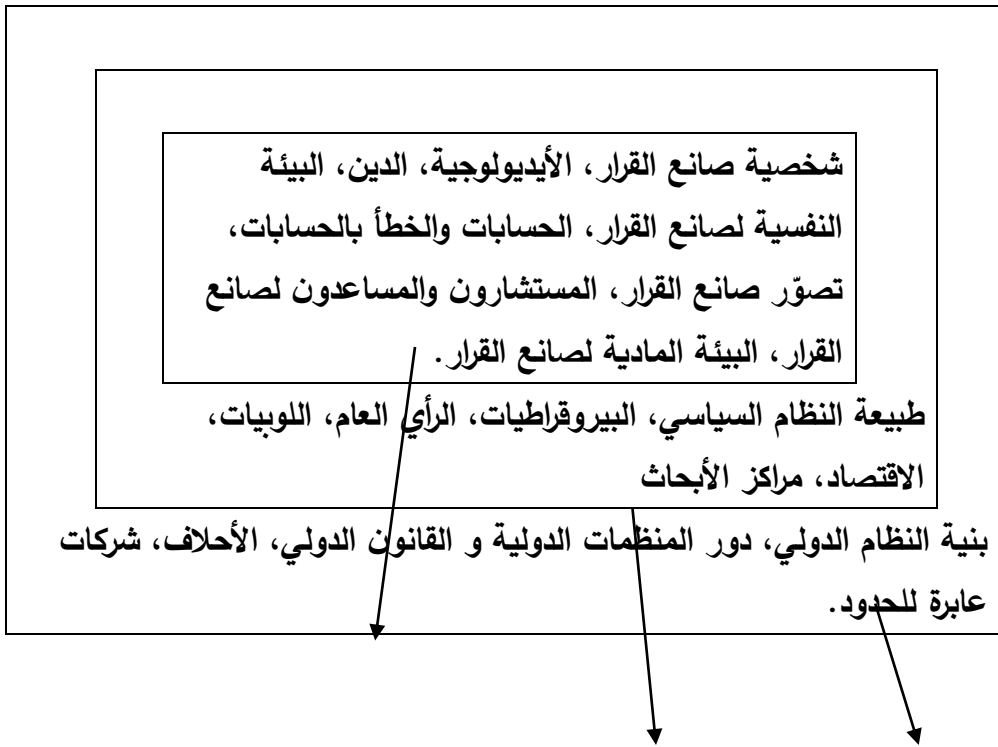 شخصية صانع القرار، الأيديولوجية، الدين، البيئة
النفسية لصانع القرار، الحسابات والخطأ بالحسابات،
تصوّر صانع القرار، المستشارون والمساعدون لصانع
القرار، البيئة المادية لصانع القرار.
طبيعة النظام السياسي، البيروقراطيات، الرأي العام، اللوبيات،
الاقتصاد، مراكز الأبحاث
بنية النظام الدولي، دور المنظمات الدولية و القانون الدولي، الأحلاف، شركات
عابرة للحدود.